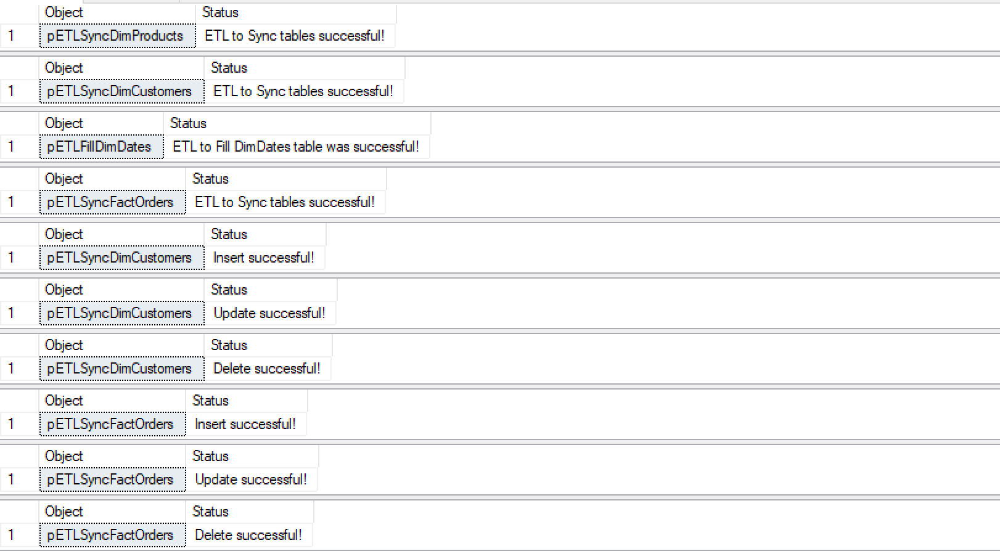 Object Status
1 pETLSyncDimProducts ETL to Sync tables successful!
Object Status
1 pETLSyncDimCustomers ETL to Sync tables successful!
Object Status
1 pETLFillDimDates ETL to Fill DimDates table was successful!
Object Status
1 pETLSyncFactOrders ETL to Sync tables successful!
Object Status
1 pETLSyncDimCustomers Insert successful!
Object Status
1 pETLSyncDimCustomers Update successful!
Object Status
1 pETLSyncDimCustomers Delete successful!
Object Status
1 pETLSyncFactOrders Insert successful!
Object Status
1 pETLSyncFactOrders Update successful!
Object Status
1 pETLSyncFactOrders Delete successful!